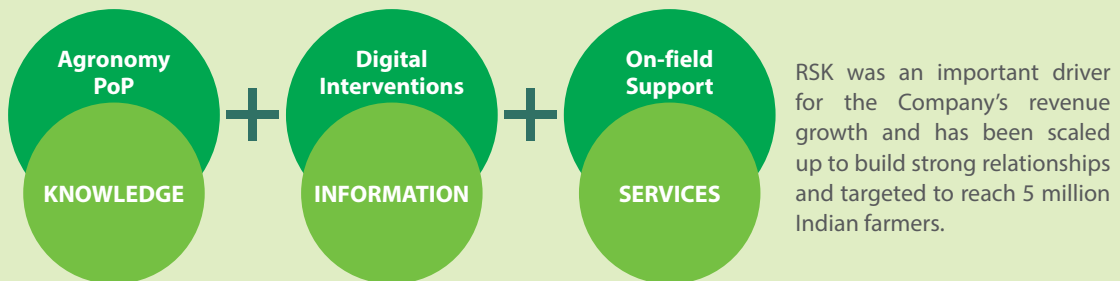 Agronomy
PoP
KNOWLEDGE
Digital
Interventions
INFORMATION
On-field
Support
SERVICES
RSK was an important driver
for the Company’s revenue
growth and has been scaled
up to build strong relationships
and targeted to reach 5 million
Indian farmers.